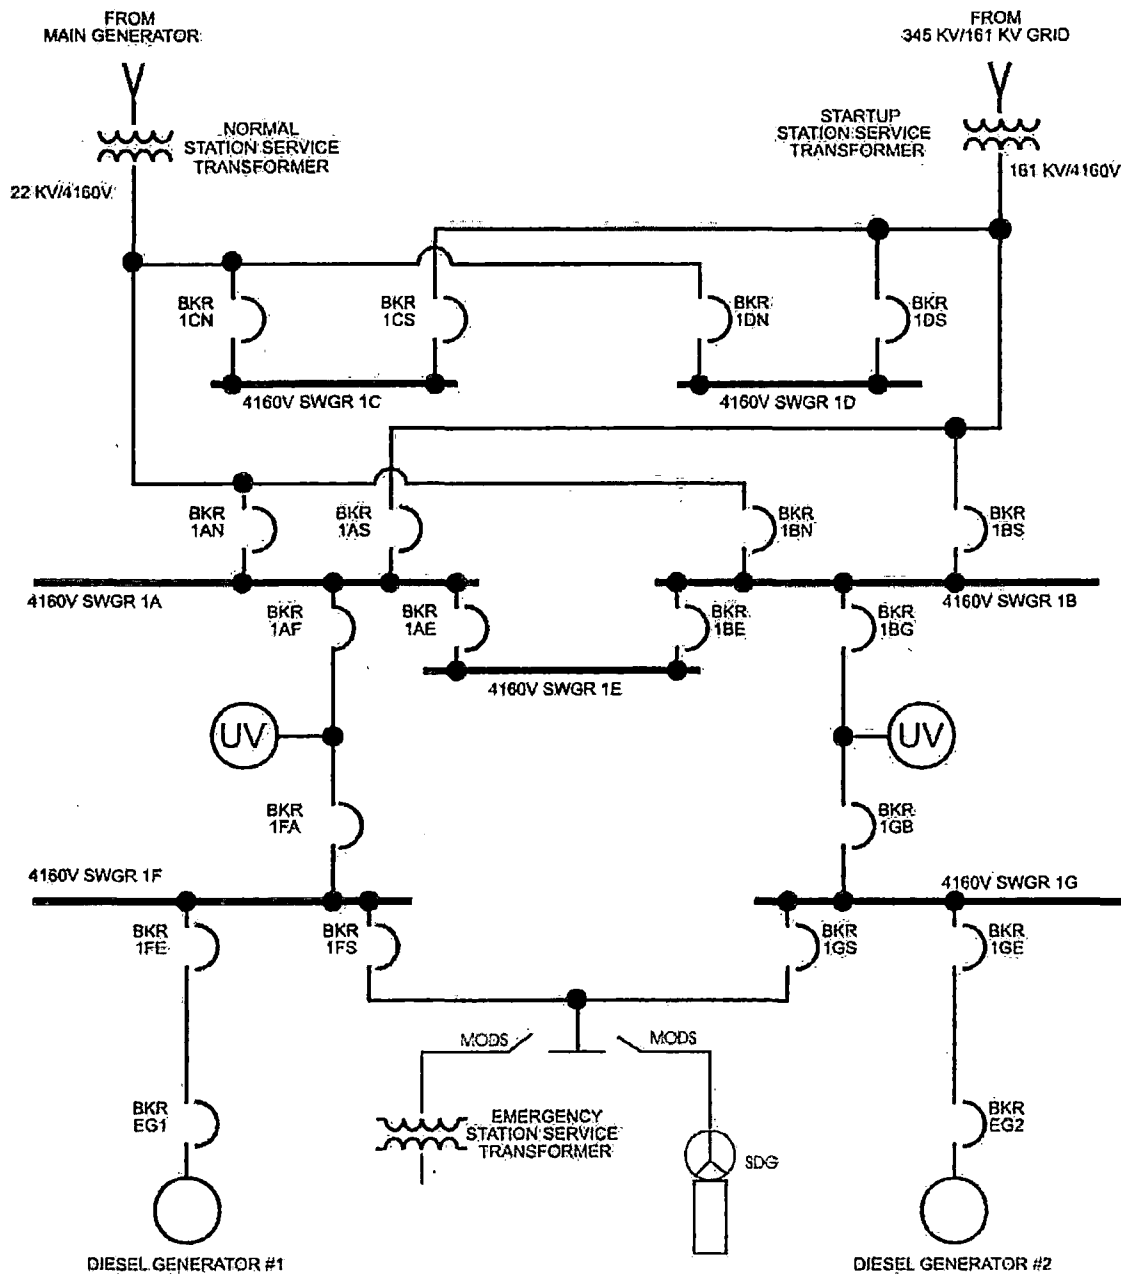 FROM
MAIN GENERATOR
FROM
345 KV/161 KV GRID
NORMAL
STATION SERVICE
TRANSFORMER
STARTUP
STATION SERVICE
TRANSFORMER
22 KV/4160V
161 KV/4160V
BKR
1CN
BKR
1CS
BKR
1DN
BKR
1DS
4160V SWGR 1C
4160V SWGR 1D
BKR
1AN
BKR
1AS
BKR
1BN
BKR
1BS
4160V SWGR 1A
4160V SWGR 1B
BKR
1AF
BKR
1AE
BKR
1BE
BKR
1BG
4160V SWGR 1E
UV
UV
BKR
1FA
BKR
1GB
4160V SWGR 1F
4160V SWGR 1G
BKR
1FE
BKR
1FS
BKR
1GS
BKR
1GE
MODS
MODS
BKR
EG1
EMERGENCY
STATION SERVICE
TRANSFORMER
SDG
BKR
EG2
DIESEL GENERATOR #1
DIESEL GENERATOR #2